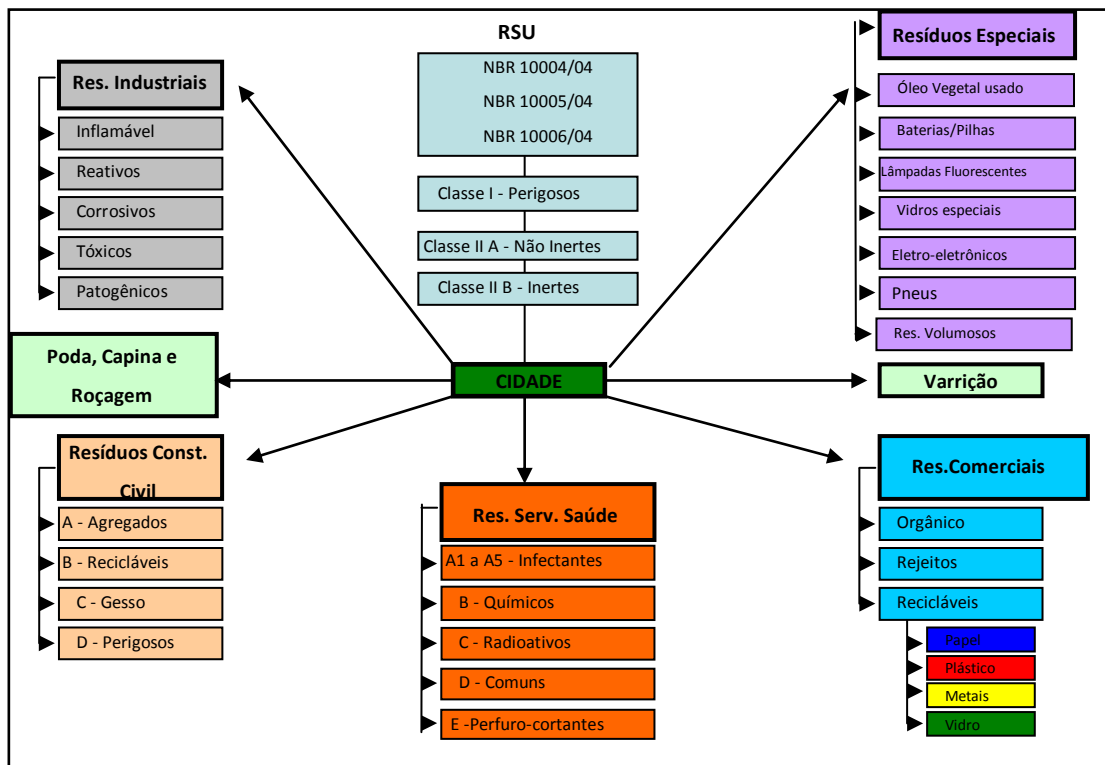 RSU
NBR 10004/04
NBR 10005/04
NBR 10006/04
Classe I - Perigosos
Classe II A - Não Inertes
Classe II B - Inertes
Res. Industriais
Inflamável
Reativos
Corrosivos
Tóxicos
Patogênicos
Resíduos Especiais
Óleo Vegetal usado
Baterias/Pilhas
Lâmpadas Fluorescentes
Vidros especiais
Eletro-eletrônicos
Pneus
Res. Volumosos
Poda, Capina e
Roçagem
CIDADE
Varrição
Resíduos Const.
Civil
A - Agregados
B - Recicláveis
C - Gesso
D - Perigosos
Res. Serv. Saúde
A1 a A5 - Infectantes
B - Químicos
C - Radioativos
D - Comuns
E -Perfuro-cortantes
Res.Comerciais
Orgânico
Rejeitos
Recicláveis
Papel
Plástico
Metais
Vidro